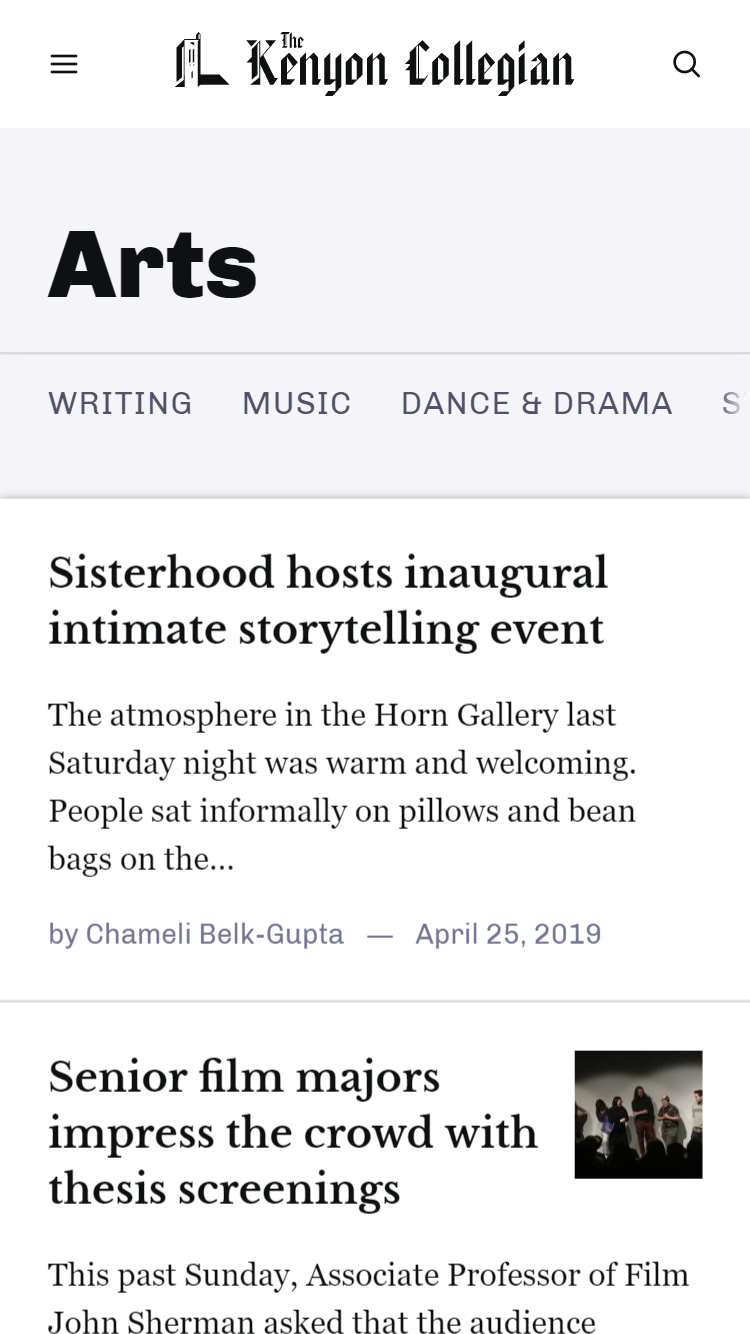 The Kenyon Collegian
Arts
WRITING MUSIC DANCE & DRAMA S
Sisterhood hosts inaugural
intimate storytelling event
The atmosphere in the Horn Gallery last
Saturday night was warm and welcoming.
People sat informally on pillows and bean
bags on the...
by Chameli Belk-Gupta — April 25, 2019
Senior film majors
impress the crowd with
thesis screenings
This past Sunday, Associate Professor of Film
John Sherman asked that the audience